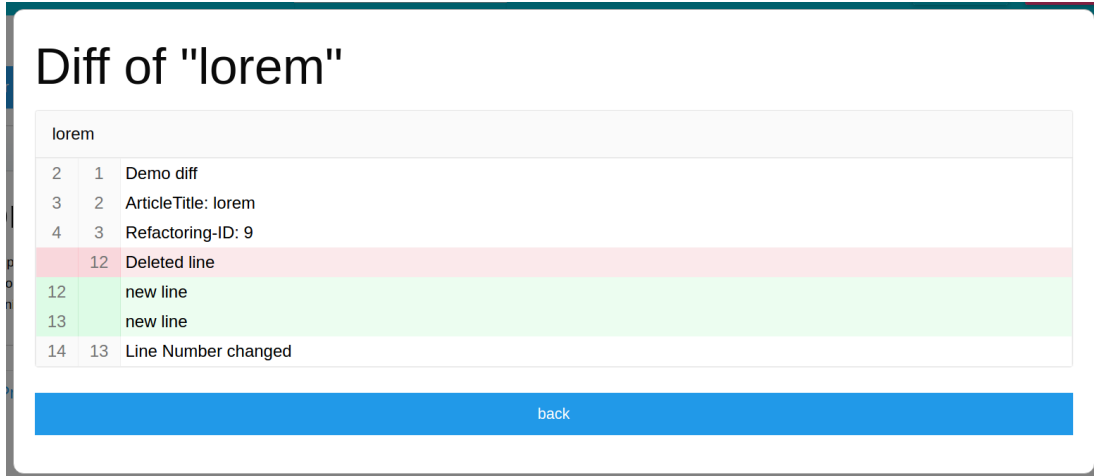 Diff of "lorem"
lorem
2 1 Demo diff
3 2 ArticleTitle: lorem
4 3 Refactoring-ID: 9
12 Deleted line
12 new line
13 new line
14 13 Line Number changed
back